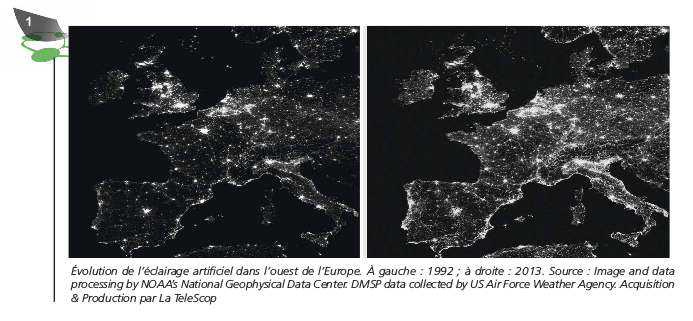 1
Évolution de l'éclairage artificiel dans l'ouest de l'Europe. À gauche : 1992 ; à droite : 2013. Source : Image and data
processing by NOAA's National Geophysical Data Center. DMSP data collected by US Air Force Weather Agency. Acquisition
& Production par La TeleScop